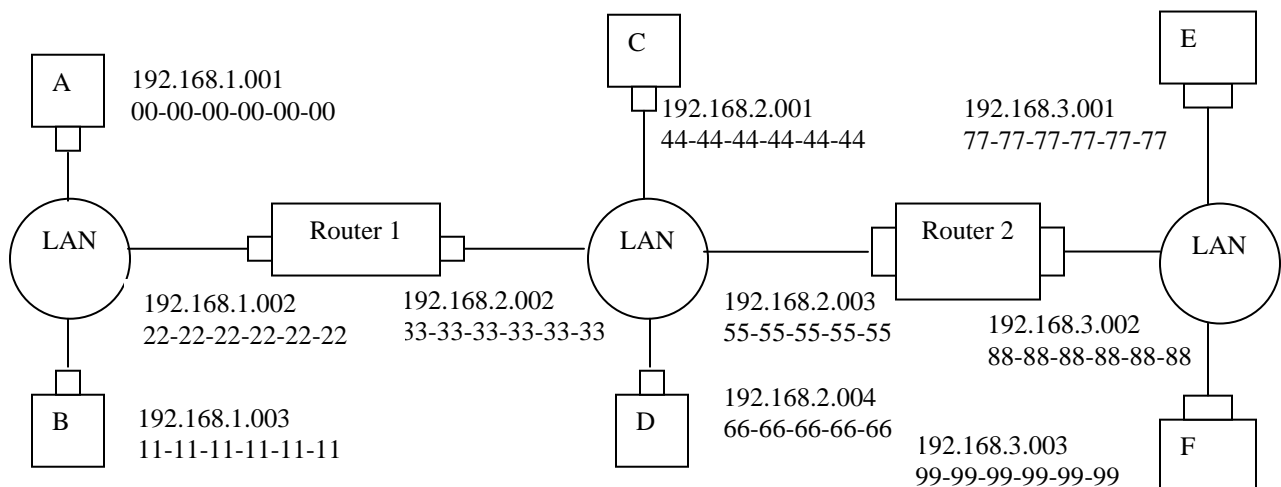 A
192.168.1.001
00-00-00-00-00-00
C
192.168.2.001
44-44-44-44-44-44
E
192.168.3.001
77-77-77-77-77-77
LAN
Router 1
LAN
Router 2
LAN
192.168.1.002
22-22-22-22-22-22
192.168.2.002
33-33-33-33-33-33
192.168.2.003
55-55-55-55-55
192.168.3.002
88-88-88-88-88-88
B
192.168.1.003
11-11-11-11-11-11
D
192.168.2.004
66-66-66-66-66
192.168.3.003
99-99-99-99-99-99
F